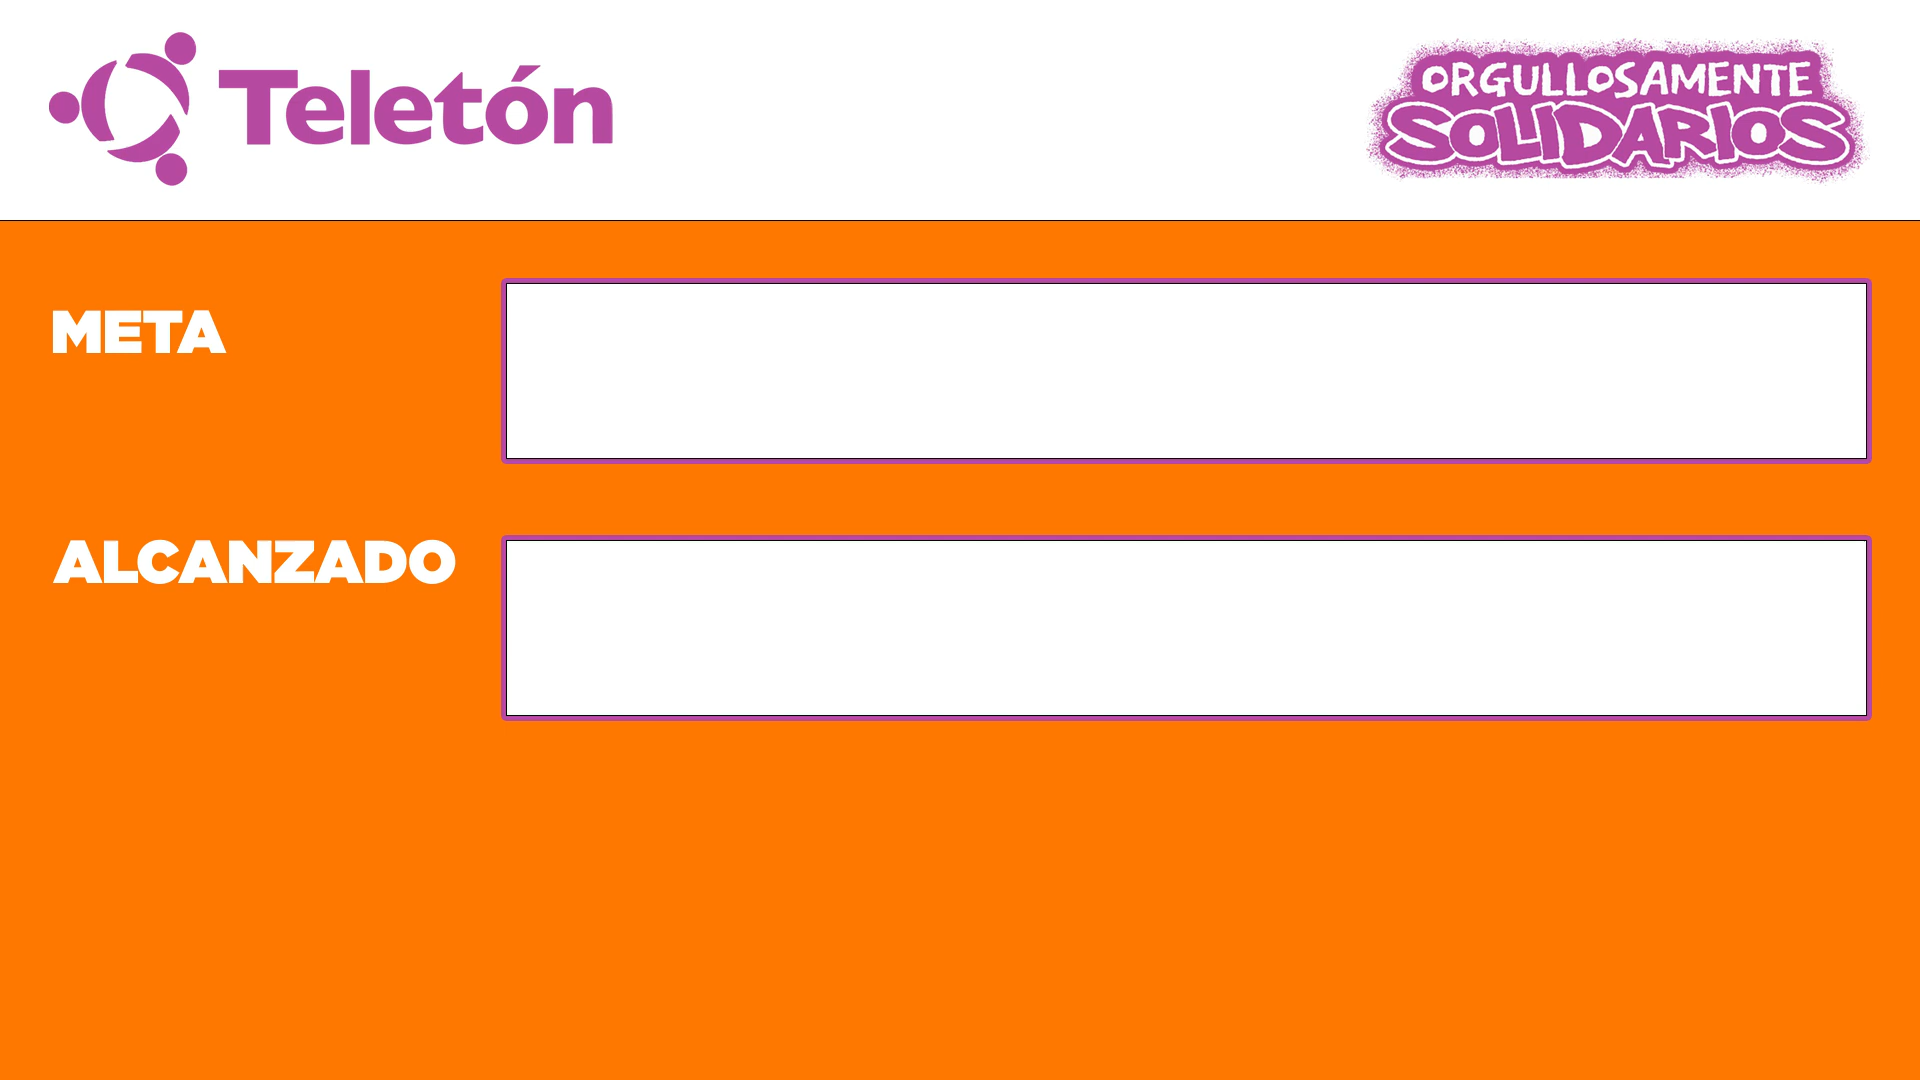 Teletón
ORGULLOSAMENTE
SOLIDARIOS
META
ALCANZADO